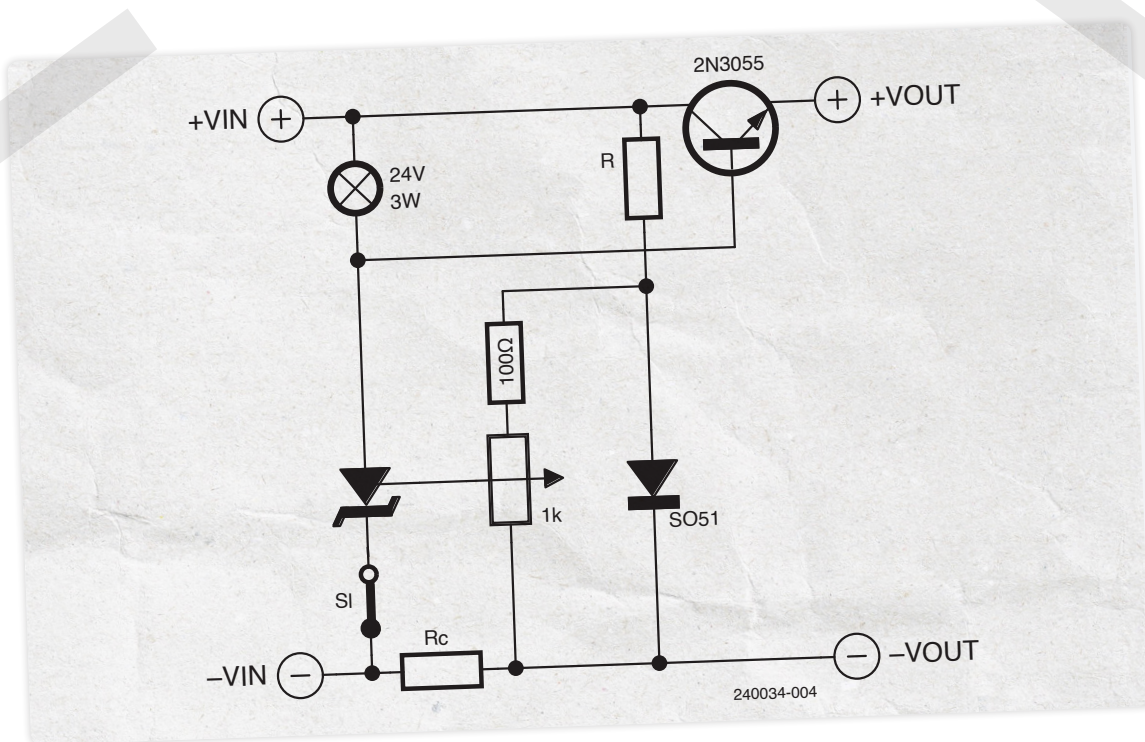 2N3055
+VIN
+VOUT
R
24V
3W
100Ω
1k
SO51
SI
Rc
–VIN
–VOUT
240034-004